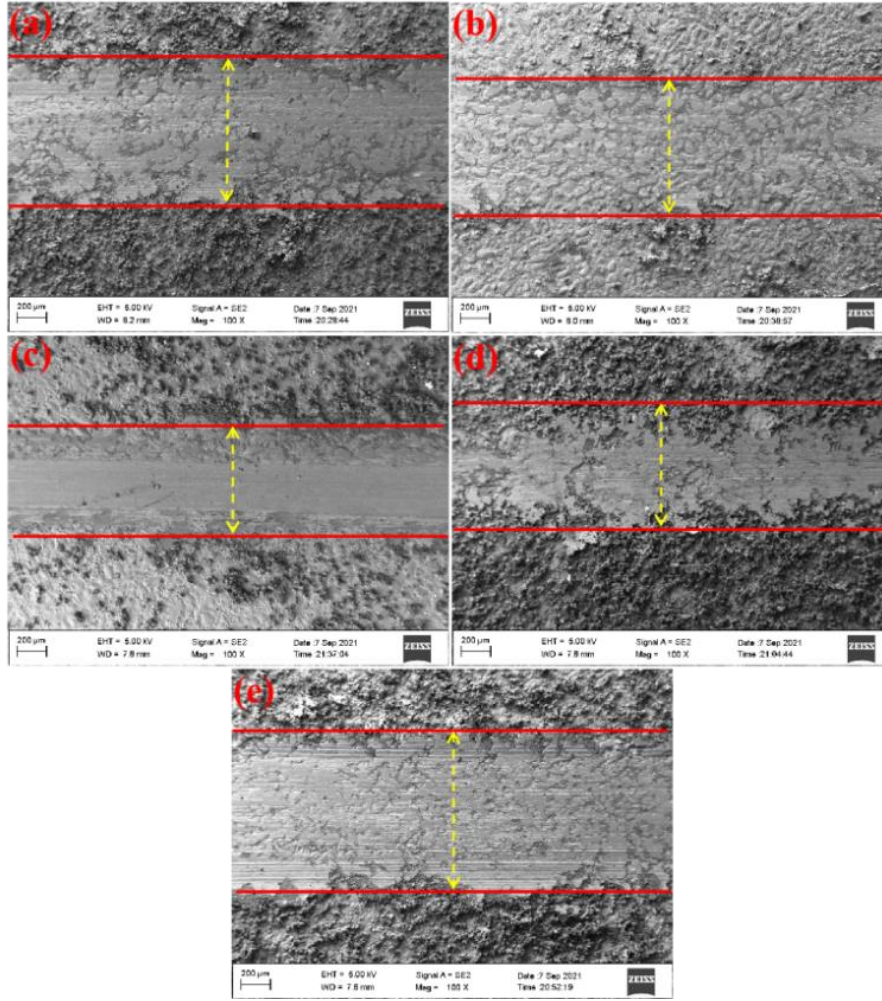 (a)
200 µm EHT = 5.00 kV Signal A = SE2 Date :7 Sep 2021
WD = 8.2 mm Mag = 100 X Time :20:28:44
ZEISS
(b)
200 µm EHT = 5.00 kV Signal A = SE2 Date :7 Sep 2021
WD = 8.0 mm Mag = 100 X Time :20:38:57
ZEISS
(c)
200 µm EHT = 5.00 kV Signal A = SE2 Date :7 Sep 2021
WD = 7.8 mm Mag = 100 X Time :21:37:04
ZEISS
(d)
200 µm EHT = 5.00 kV Signal A = SE2 Date :7 Sep 2021
WD = 7.8 mm Mag = 100 X Time :21:04:44
ZEISS
(e)
200 µm EHT = 5.00 kV Signal A = SE2 Date :7 Sep 2021
WD = 7.6 mm Mag = 100 X Time :20:52:19
ZEISS